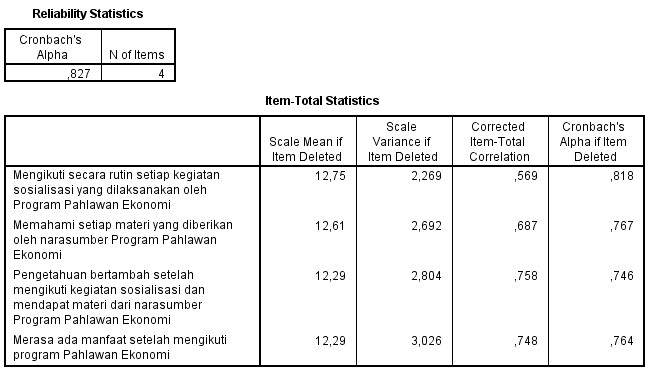 Reliability Statistics
Cronbach's
Alpha N of Items
,827 4
Item-Total Statistics
Scale Mean if
Item Deleted
Scale
Variance if
Item Deleted
Corrected
Item-Total
Correlation
Cronbach's
Alpha if Item
Deleted
Mengikuti secara rutin setiap kegiatan
sosialisasi yang dilaksanakan oleh
Program Pahlawan Ekonomi
12,75 2,269 ,569 ,818
Memahami setiap materi yang diberikan
oleh narasumber Program Pahlawan
Ekonomi
12,61 2,692 ,687 ,767
Pengetahuan bertambah setelah
mengikuti kegiatan sosialisasi dan
mendapat materi dari narasumber
Program Pahlawan Ekonomi
12,29 2,804 ,758 ,746
Merasa ada manfaat setelah mengikuti
program Pahlawan Ekonomi
12,29 3,026 ,748 ,764